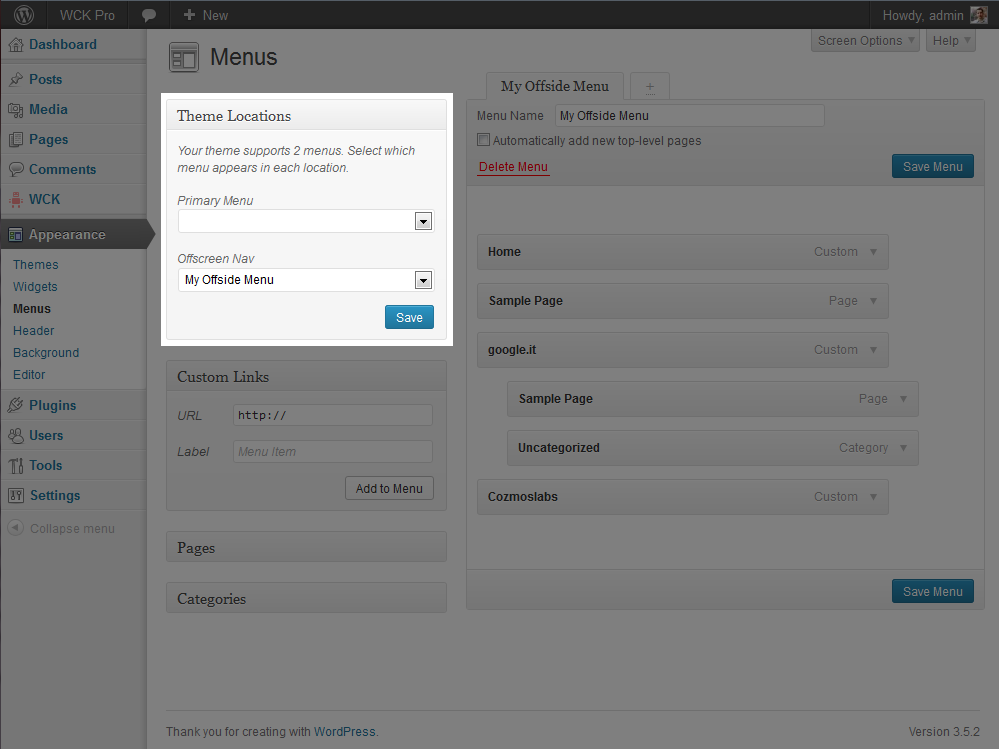 WCK Pro
New
Howdy, admin
Dashboard
Posts
Media
Pages
Comments
WCK
Appearance
Themes
Widgets
Menus
Header
Background
Editor
Plugins
Users
Tools
Settings
Collapse menu
Screen Options
Help
Menus
Theme Locations
Your theme supports 2 menus. Select which
menu appears in each location.
Primary Menu
Offscreen Nav
My Offside Menu
Save
Custom Links
URL http://
Label Menu Item
Add to Menu
Pages
Categories
My Offside Menu +
Menu Name My Offside Menu
Automatically add new top-level pages
Delete Menu
Save Menu
Home Custom
Sample Page Page
google.it Custom
Sample Page Page
Uncategorized Category
Cozmoslabs Custom
Save Menu
Thank you for creating with WordPress.
Version 3.5.2